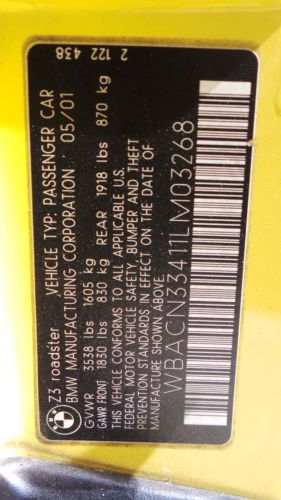 2 122 438
Z3 roadster VEHICLE TYP: PASSENGER CAR
BMW MANUFACTURING CORPORATION 05/01
GVWR 3538 lbs 1605 kg
GAWR FRONT 1830 lbs 830 kg REAR 1918 lbs 870 kg
THIS VEHICLE CONFORMS TO ALL APPLICABLE U.S.
FEDERAL MOTOR VEHICLE SAFETY, BUMPER AND THEFT
PREVENTION STANDARDS IN EFFECT ON THE DATE OF
MANUFACTURE SHOWN ABOVE.
WBACN33411LM03268